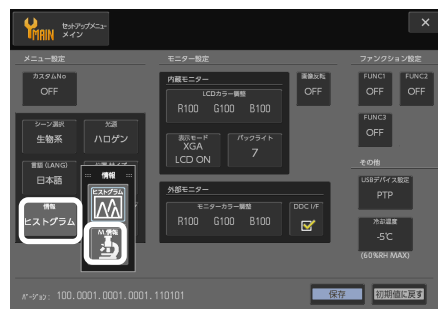 MAIN
セットアップメニュー
メイン
×
メニュー設定
カスタムNo
OFF
シーン選択
生物系
光源
ハロゲン
言語 (LANG)
日本語
情報
ヒストグラム
情報
ヒストグラム
M.情報
モニター設定
内蔵モニター
LCDカラー調整
R100 G100 B100
表示モード
XGA
LCD ON
バックライト
7
画像反転
OFF
外部モニター
モニターカラー調整
R100 G100 B100
DDC I/F
ファンクション設定
FUNC1
OFF
FUNC2
OFF
FUNC3
OFF
その他
USBデバイス設定
PTP
冷却温度
-5℃
(60%RH MAX)
バージョン: 100.0001.0001.0001.110101
保存
初期値に戻す